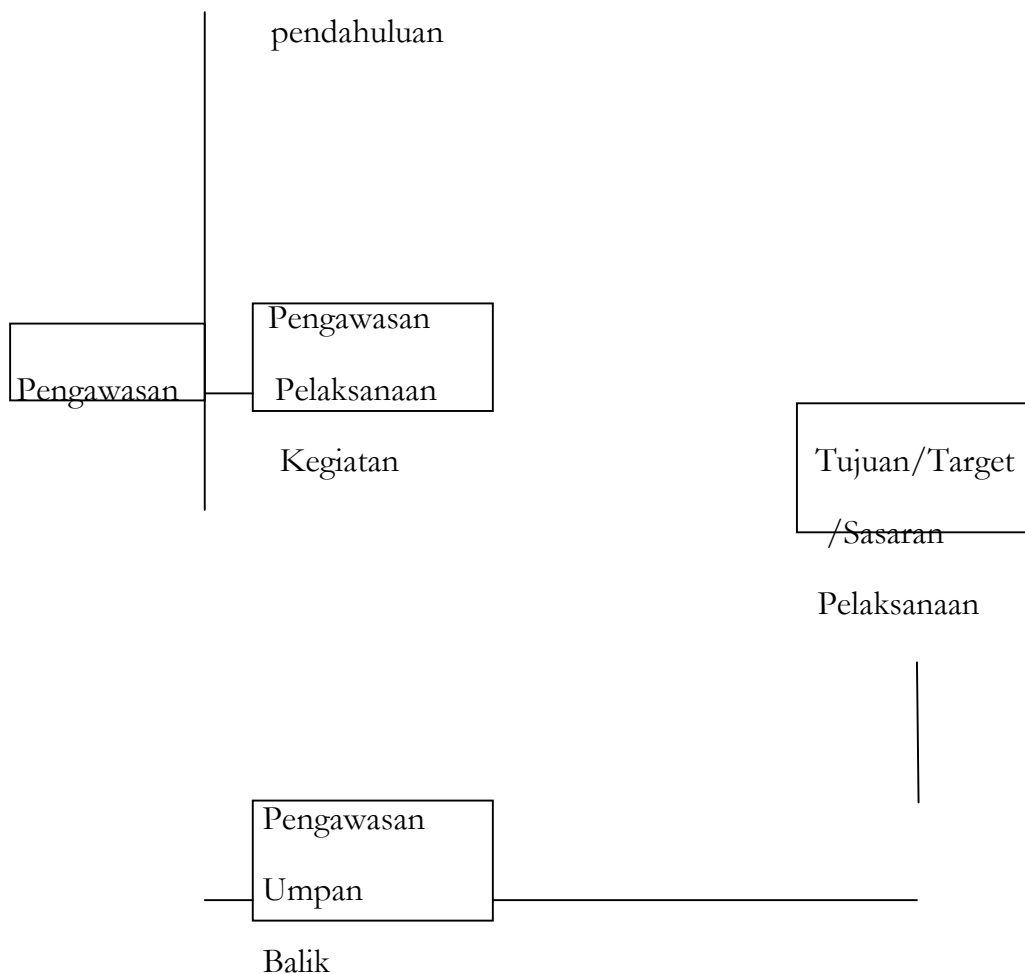 pendahuluan
Pengawasan
Pengawasan
Pelaksanaan
Kegiatan
Tujuan/Target
/Sasaran
Pelaksanaan
Pengawasan
Umpan
Balik